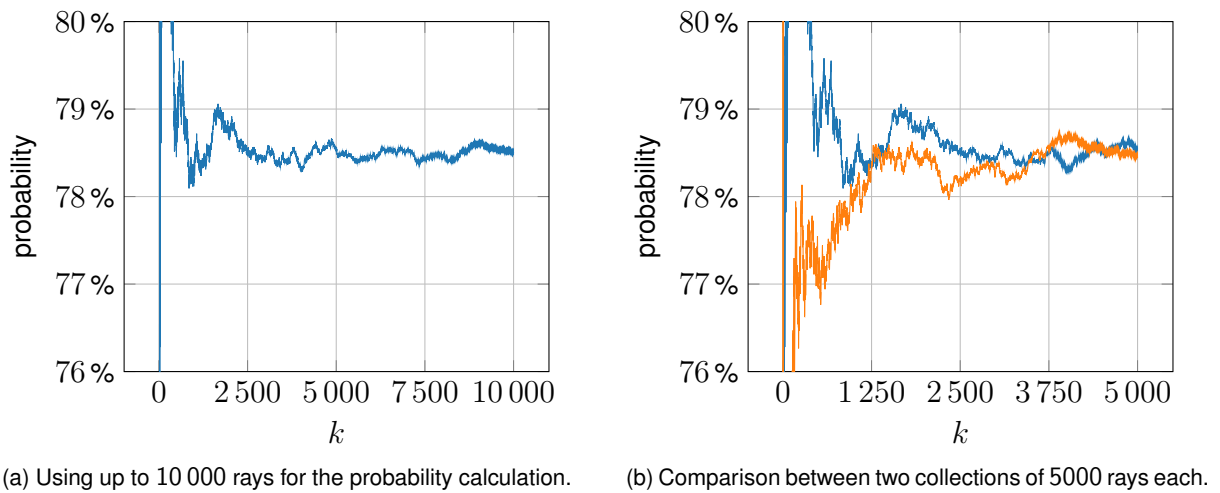 80 %
79 %
78 %
77 %
76 %
probability
0 2 500 5 000 7 500 10 000
k
(a) Using up to 10 000 rays for the probability calculation.
80 %
79 %
78 %
77 %
76 %
probability
0 1 250 2 500 3 750 5 000
k
(b) Comparison between two collections of 5000 rays each.